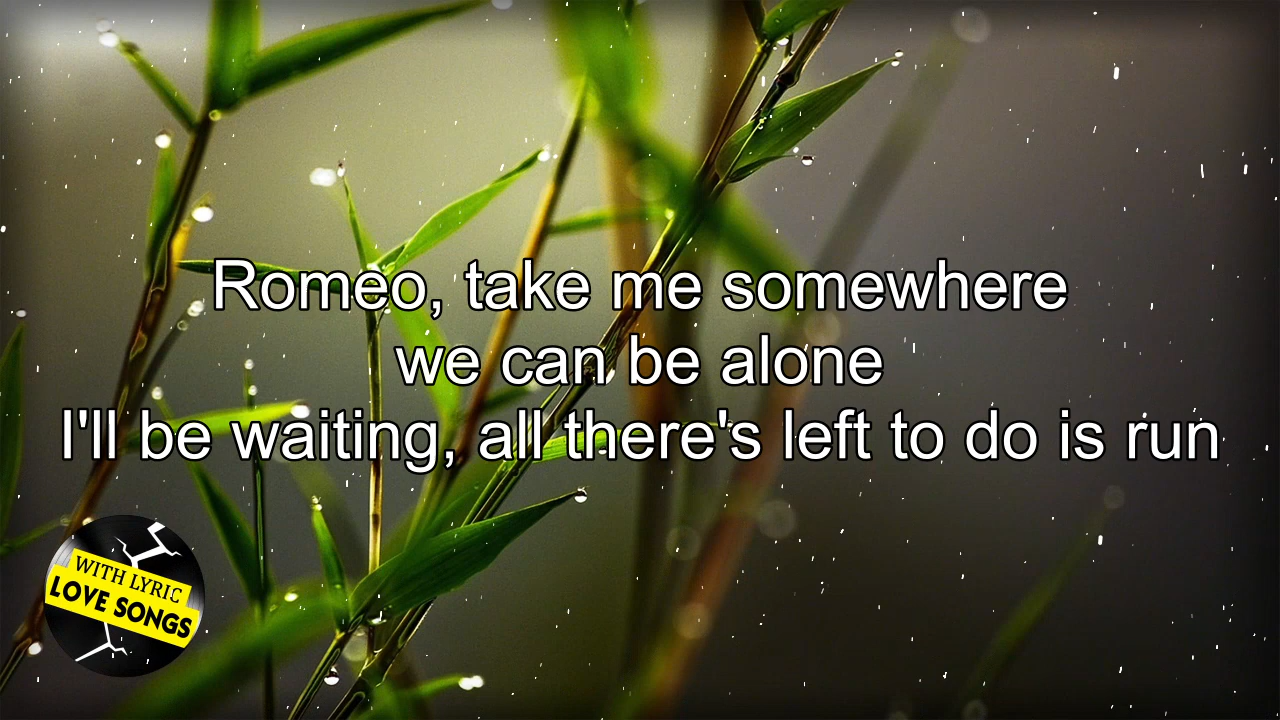 Romeo, take me somewhere
we can be alone
I'll be waiting, all there's left to do is run
WITH LYRIC
LOVE SONGS